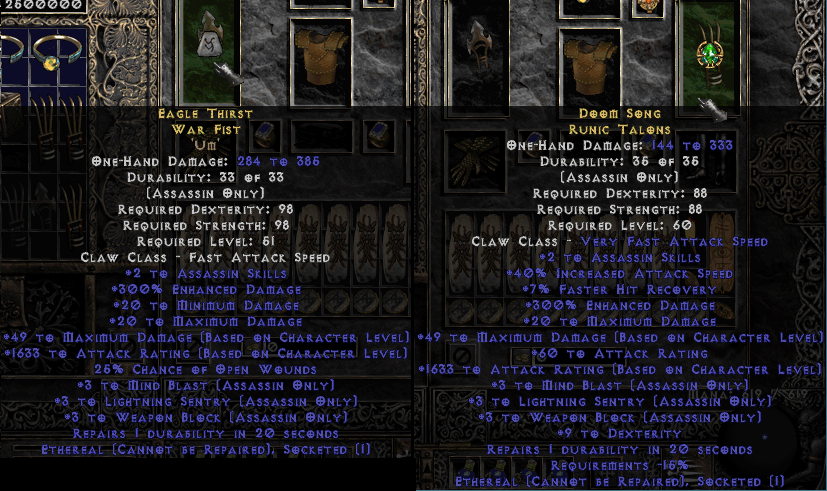 2500000
Eagle Thirst
War Fist
'Um'
One-Hand Damage: 284 to 385
Durability: 33 of 33
(Assassin Only)
Required Dexterity: 98
Required Strength: 98
Required Level: 51
Claw Class - Fast Attack Speed
+2 to Assassin Skills
+300% Enhanced Damage
+20 to Minimum Damage
+20 to Maximum Damage
+49 to Maximum Damage (Based on Character Level)
+1633 to Attack Rating (Based on Character Level)
25% Chance of Open Wounds
+3 to Mind Blast (Assassin Only)
+3 to Lightning Sentry (Assassin Only)
+3 to Weapon Block (Assassin Only)
Repairs 1 durability in 20 seconds
Ethereal (Cannot be Repaired), Socketed (1)
Doom Song
Runic Talons
One-Hand Damage: 144 to 333
Durability: 35 of 35
(Assassin Only)
Required Dexterity: 88
Required Strength: 88
Required Level: 60
Claw Class - Very Fast Attack Speed
+2 to Assassin Skills
+40% Increased Attack Speed
+7% Faster Hit Recovery
+300% Enhanced Damage
+20 to Maximum Damage
+49 to Maximum Damage (Based on Character Level)
+60 to Attack Rating
+1633 to Attack Rating (Based on Character Level)
+3 to Mind Blast (Assassin Only)
+3 to Lightning Sentry (Assassin Only)
+3 to Weapon Block (Assassin Only)
+9 to Dexterity
Repairs 1 durability in 20 seconds
Requirements -15%
Ethereal (Cannot be Repaired), Socketed (1)